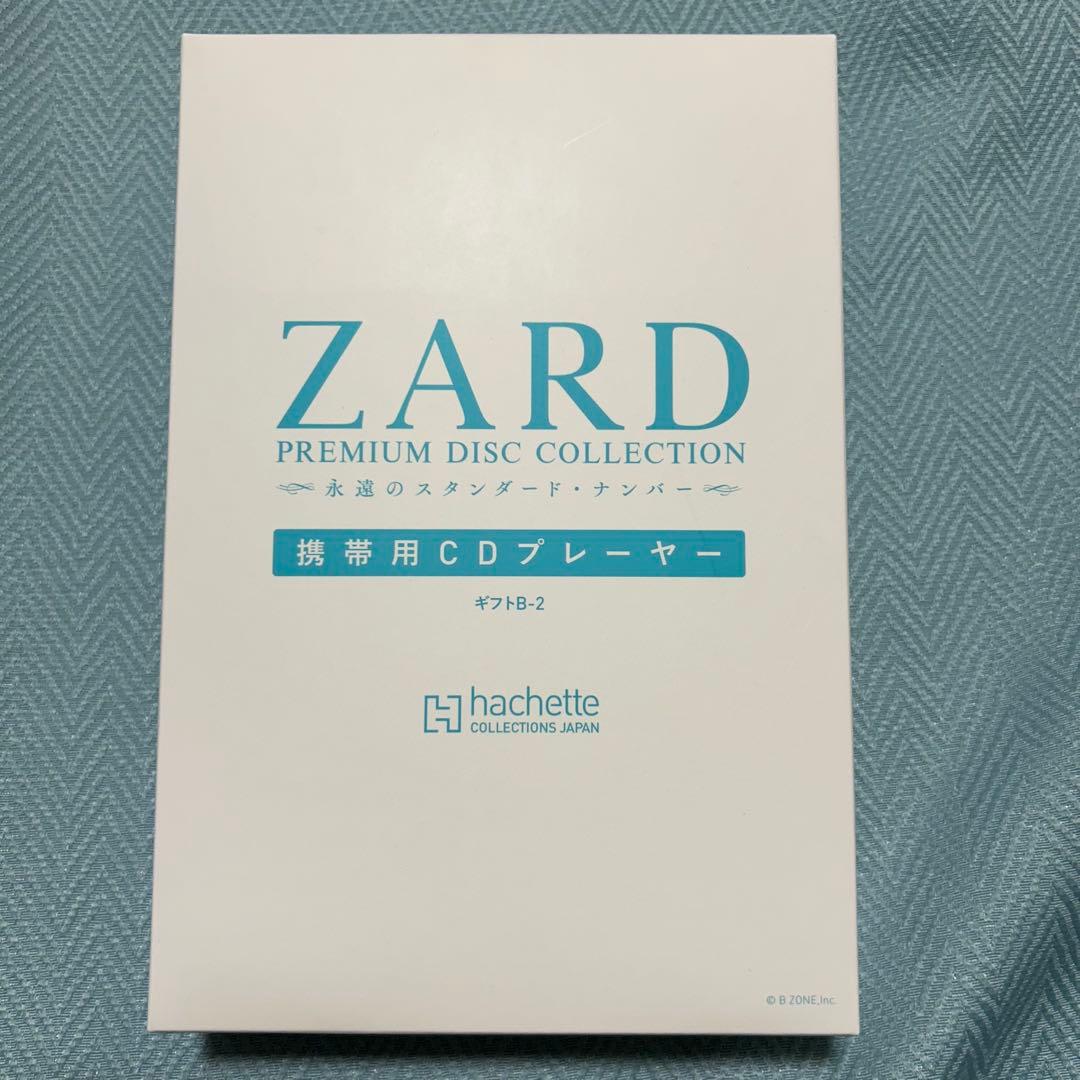 ZARD
PREMIUM DISC COLLECTION
永遠のスタンダード・ナンバー
携帯用CDプレーヤー
ギフトB-2
hachette
COLLECTIONS JAPAN
© B ZONE,Inc.